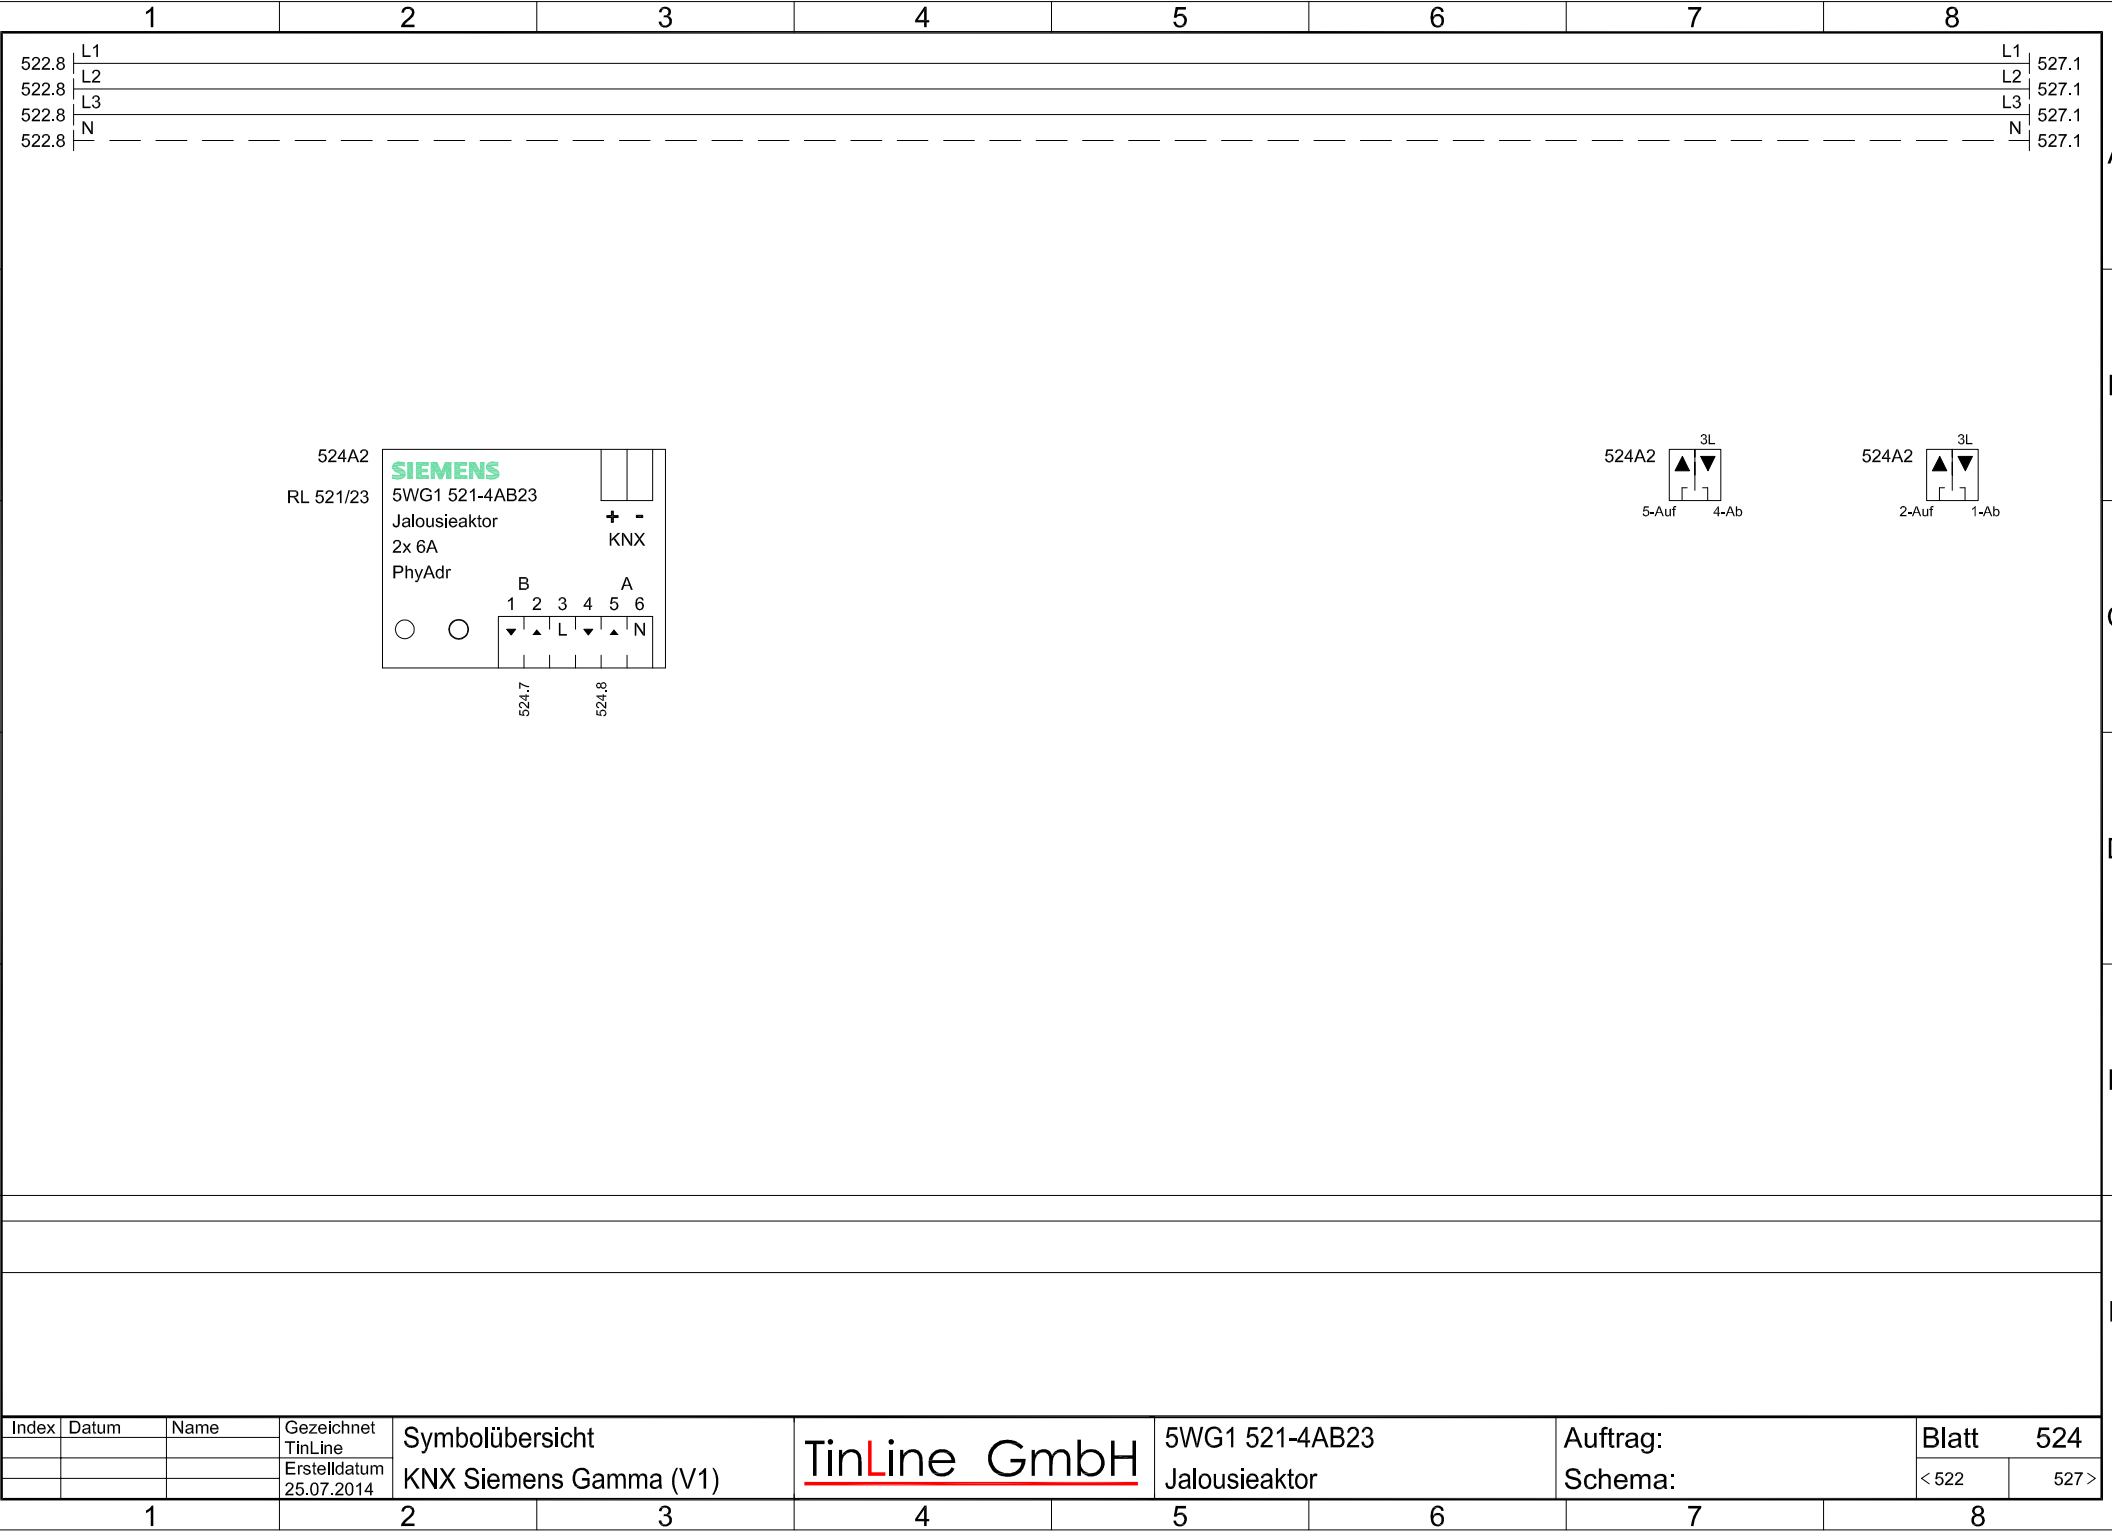 1 2 3 4 5 6 7 8
L1 L1
522.8 527.1
L2 L2
522.8 527.1
L3 L3
522.8 527.1
N N
522.8 527.1
524A2
RL 521/23
SIEMENS
5WG1 521-4AB23
Jalousieaktor
2x 6A
PhyAdr
+ -
KNX
B A
1 2 3 4 5 6
L N
524.7 524.8
3L
524A2
5-Auf 4-Ab
3L
524A2
2-Auf 1-Ab
Index Datum Name
Gezeichnet
TinLine
Erstelldatum
25.07.2014
Symbolübersicht
KNX Siemens Gamma (V1)
TinLine GmbH
5WG1 521-4AB23
Jalousieaktor
Auftrag:
Schema:
Blatt 524
< 522 527 >
1 2 3 4 5 6 7 8